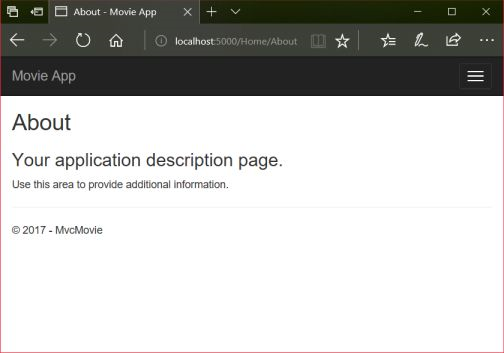 About - Movie App
localhost:5000/Home/About
Movie App
About
Your application description page.
Use this area to provide additional information.
© 2017 - MvcMovie